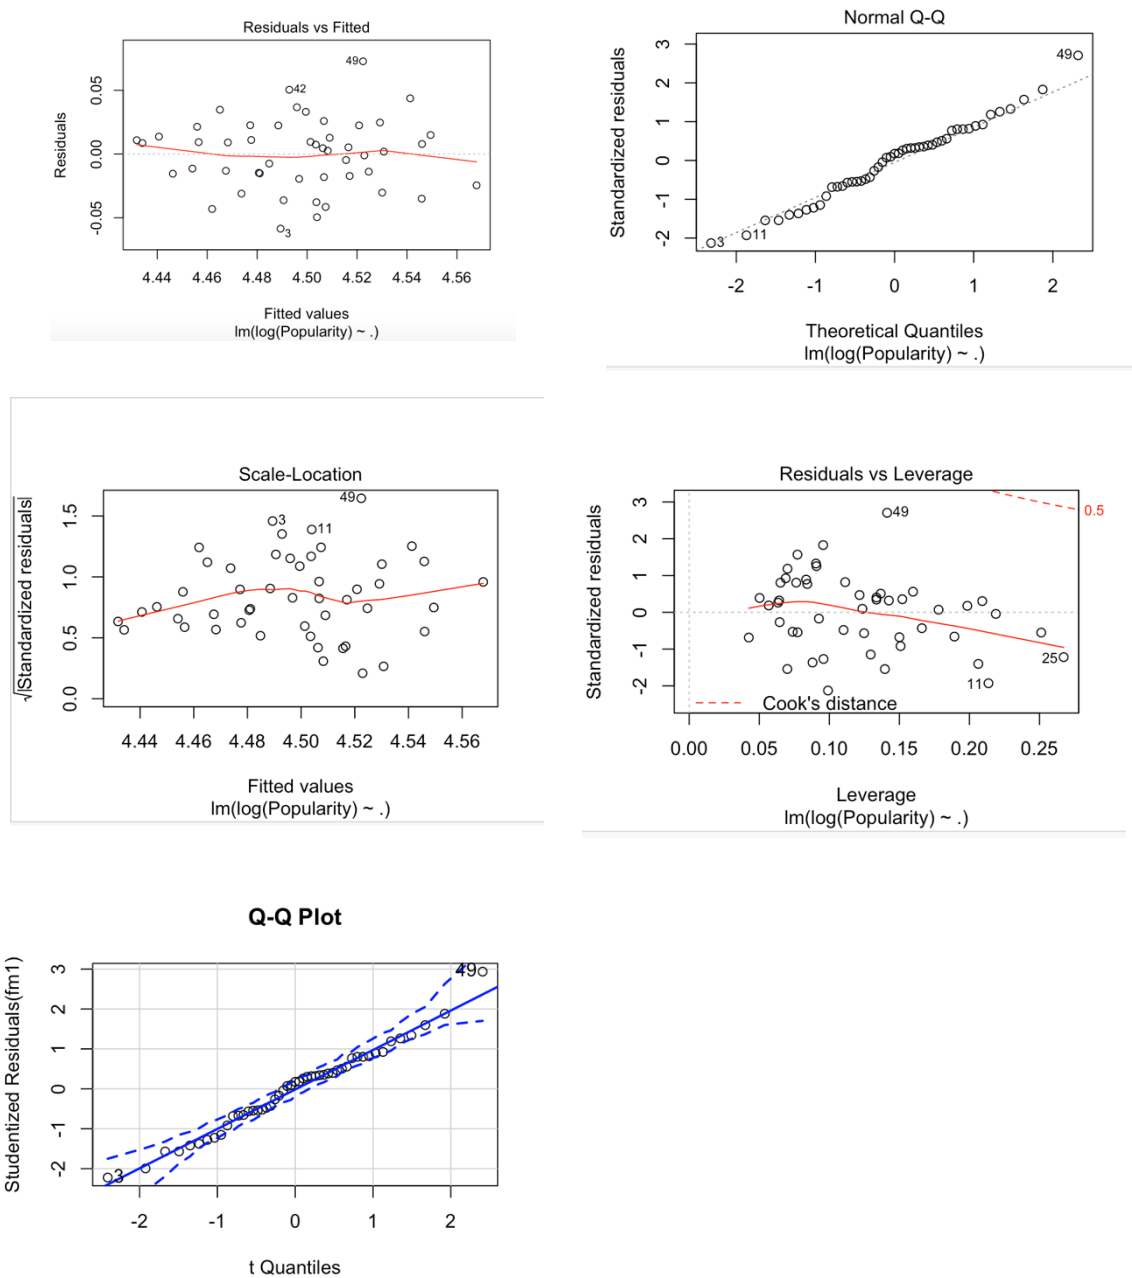 Residuals vs Fitted
Residuals
0.05
0.00
-0.05
49
42
3
4.44 4.46 4.48 4.50 4.52 4.54 4.56
Fitted values
lm(log(Popularity) ~ .)
Normal Q-Q
Standardized residuals
3
2
1
0
-1
-2
49
11
3
-2 -1 0 1 2
Theoretical Quantiles
lm(log(Popularity) ~ .)
Scale-Location
√|Standardized residuals|
1.5
1.0
0.5
0.0
49
3
11
4.44 4.46 4.48 4.50 4.52 4.54 4.56
Fitted values
lm(log(Popularity) ~ .)
Residuals vs Leverage
Standardized residuals
3
2
1
0
-1
-2
49
0.5
25
11
Cook's distance
0.00 0.05 0.10 0.15 0.20 0.25
Leverage
lm(log(Popularity) ~ .)
Q-Q Plot
Studentized Residuals(fm1)
3
2
1
0
-1
-2
49
3
-2 -1 0 1 2
t Quantiles